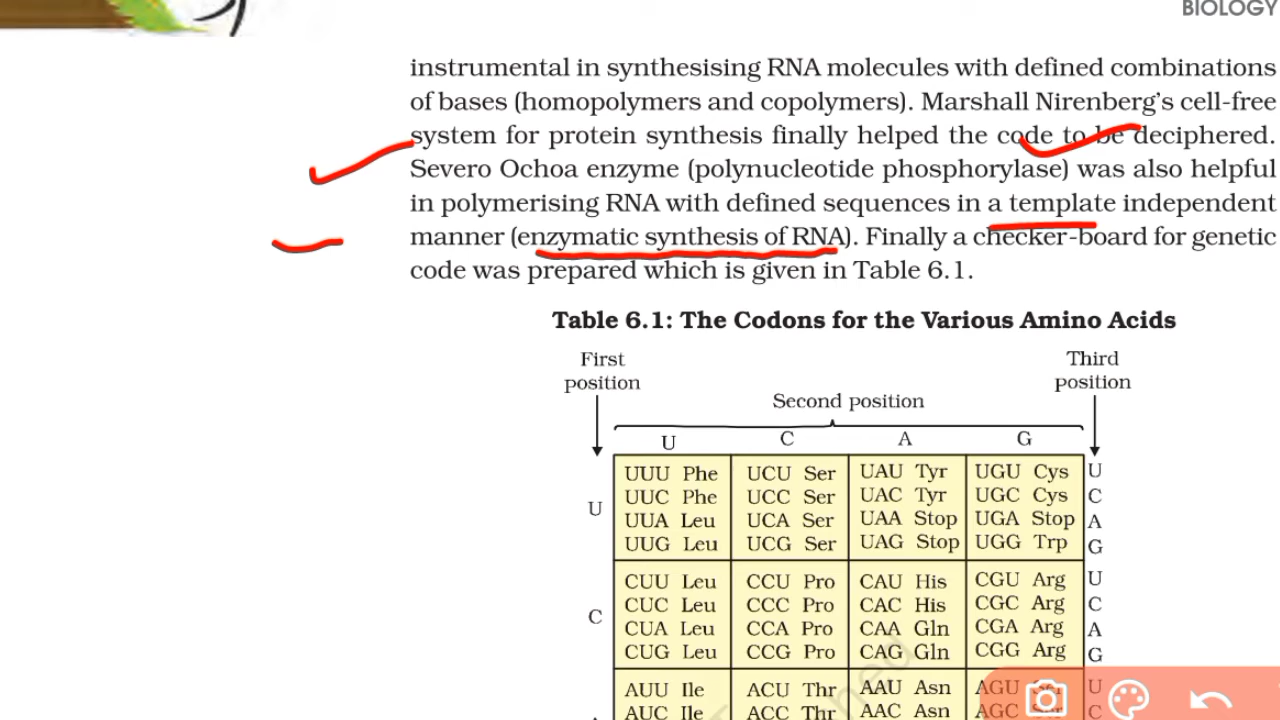 BIOLOGY
instrumental in synthesising RNA molecules with defined combinations
of bases (homopolymers and copolymers). Marshall Nirenberg's cell-free
system for protein synthesis finally helped the code to be deciphered.
Severo Ochoa enzyme (polynucleotide phosphorylase) was also helpful
in polymerising RNA with defined sequences in a template independent
manner (enzymatic synthesis of RNA). Finally a checker-board for genetic
code was prepared which is given in Table 6.1.
Table 6.1: The Codons for the Various Amino Acids
First position
Third position
Second position
U C A G
UUU Phe UCU Ser UAU Tyr UGU Cys U
UUC Phe UCC Ser UAC Tyr UGC Cys C
U
UUA Leu UCA Ser UAA Stop UGA Stop A
UUG Leu UCG Ser UAG Stop UGG Trp G
CUU Leu CCU Pro CAU His CGU Arg U
CUC Leu CCC Pro CAC His CGC Arg C
C
CUA Leu CCA Pro CAA Gln CGA Arg A
CUG Leu CCG Pro CAG Gln CGG Arg G
AUU Ile ACU Thr AAU Asn AGU U
AUC Ile ACC Thr AAC Asn AGC